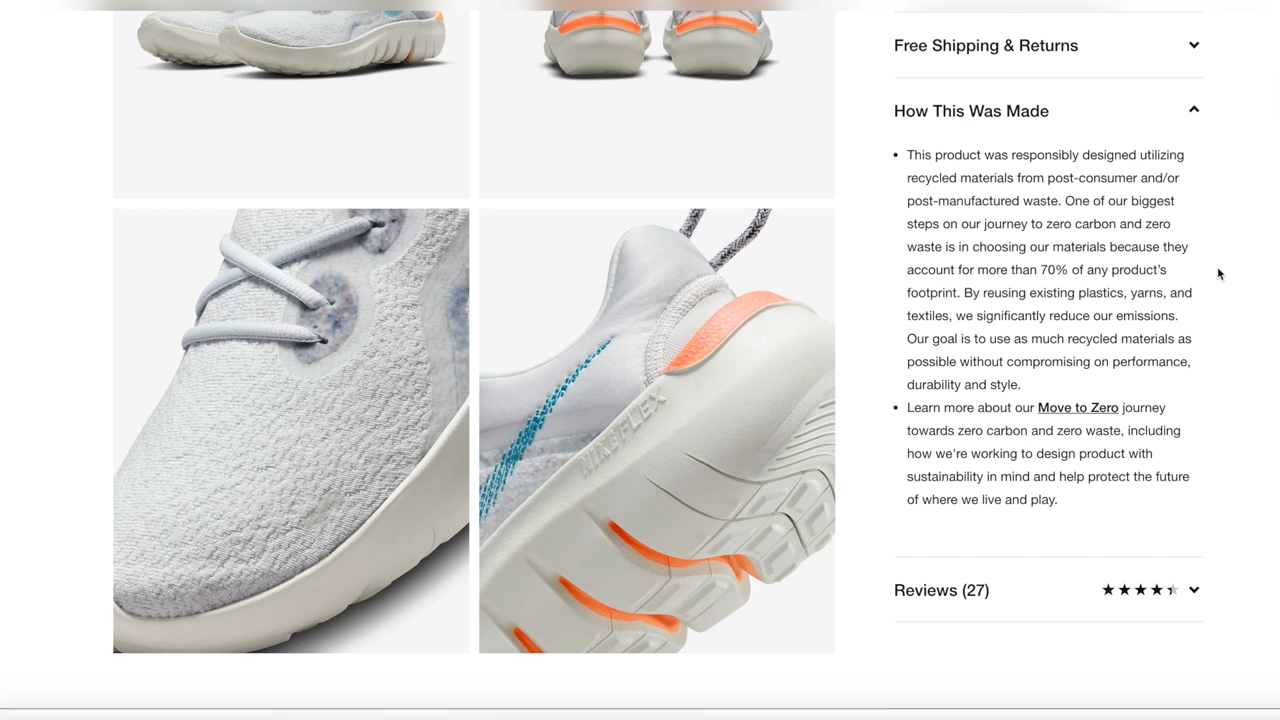 Free Shipping & Returns
How This Was Made
• This product was responsibly designed utilizing
recycled materials from post-consumer and/or
post-manufactured waste. One of our biggest
steps on our journey to zero carbon and zero
waste is in choosing our materials because they
account for more than 70% of any product's
footprint. By reusing existing plastics, yarns, and
textiles, we significantly reduce our emissions.
Our goal is to use as much recycled materials as
possible without compromising on performance,
durability and style.
• Learn more about our Move to Zero journey
towards zero carbon and zero waste, including
how we're working to design product with
sustainability in mind and help protect the future
of where we live and play.
NIKE FLEX
Reviews (27)